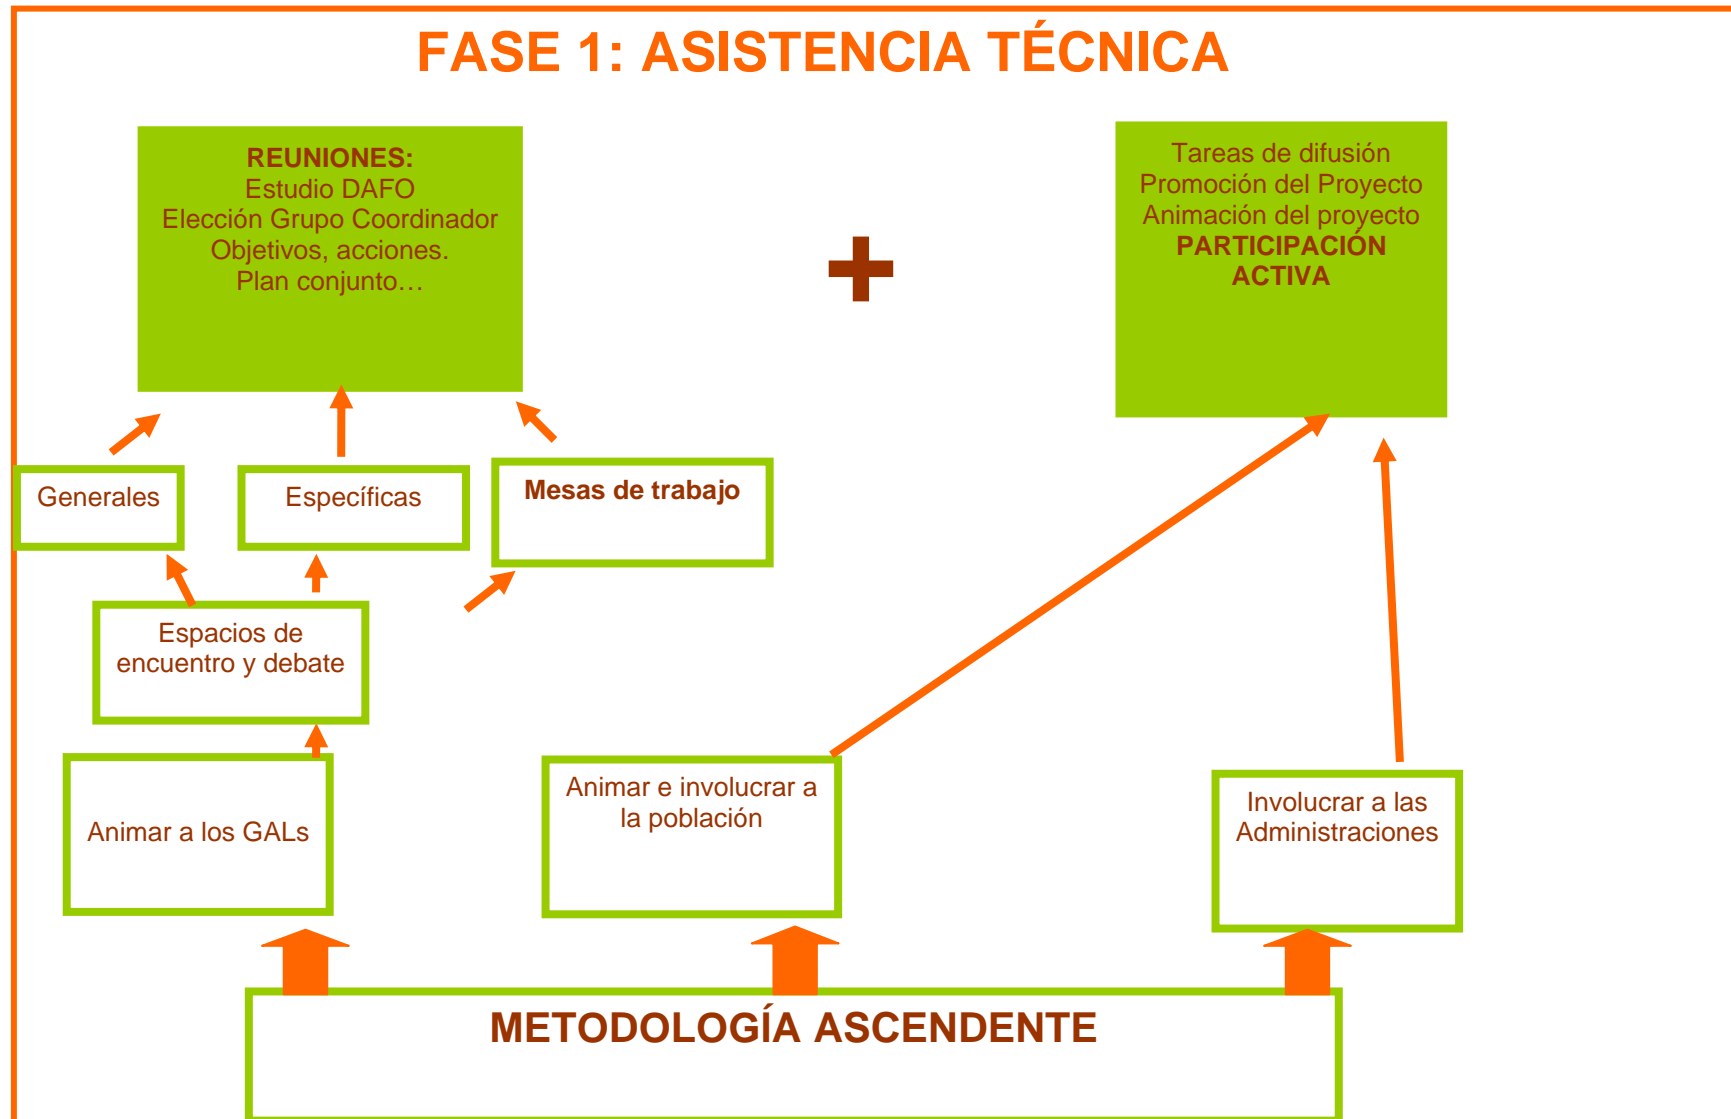 FASE 1: ASISTENCIA TÉCNICA
REUNIONES:
Estudio DAFO
Elección Grupo Coordinador
Objetivos, acciones.
Plan conjunto…
+
Tareas de difusión
Promoción del Proyecto
Animación del proyecto
PARTICIPACIÓN
ACTIVA
Generales
Específicas
Mesas de trabajo
Espacios de
encuentro y debate
Animar a los GALs
Animar e involucrar a
la población
Involucrar a las
Administraciones
METODOLOGÍA ASCENDENTE